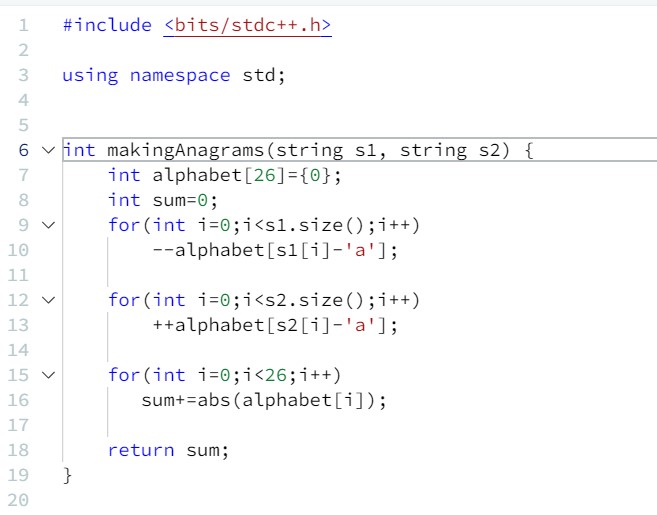 1 #include <bits/stdc++.h>
2
3 using namespace std;
4
5
6 int makingAnagrams(string s1, string s2) {
7 int alphabet[26]={0};
8 int sum=0;
9 for(int i=0;i<s1.size();i++)
10 --alphabet[s1[i]-'a'];
11
12 for(int i=0;i<s2.size();i++)
13 ++alphabet[s2[i]-'a'];
14
15 for(int i=0;i<26;i++)
16 sum+=abs(alphabet[i]);
17
18 return sum;
19 }
20